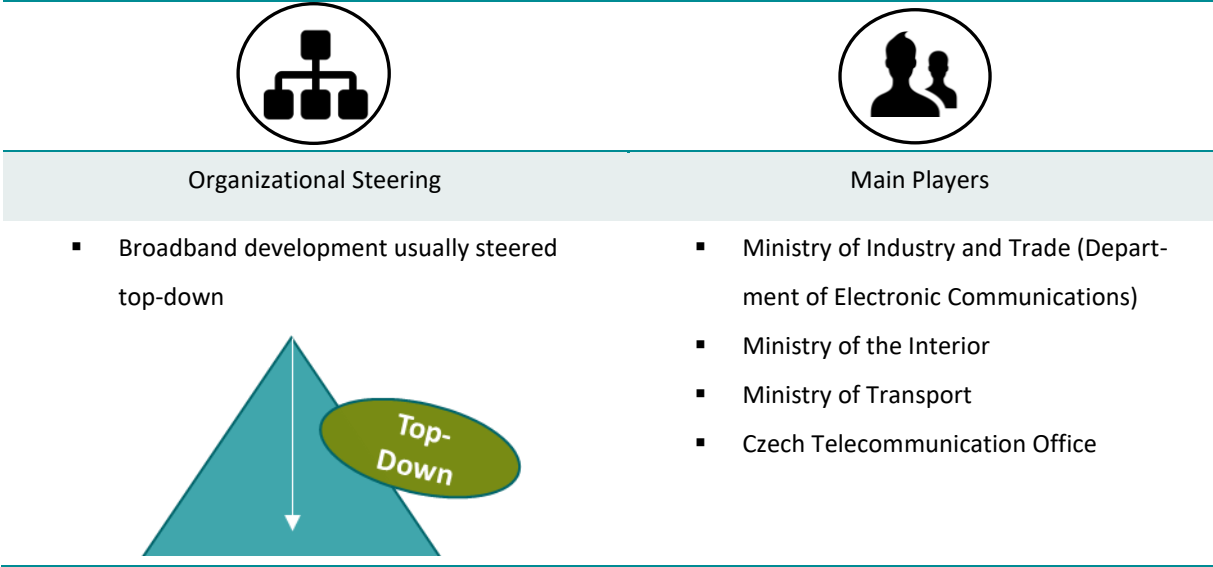 Organizational Steering
Main Players
▪ Broadband development usually steered
top-down
Top-
Down
▪ Ministry of Industry and Trade (Depart-
ment of Electronic Communications)
▪ Ministry of the Interior
▪ Ministry of Transport
▪ Czech Telecommunication Office